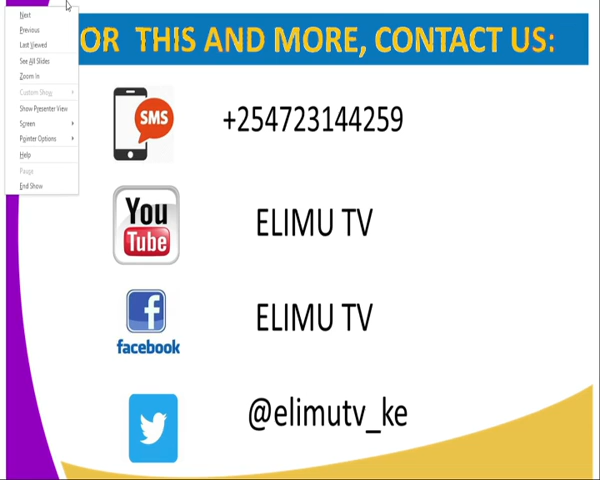 OR THIS AND MORE, CONTACT US:
Next
Previous
Last Viewed
See All Slides
Zoom In
Custom Show
Show Presenter View
Screen
Pointer Options
Help
Pause
End Show
SMS
+254723144259
You
Tube
ELIMU TV
facebook
ELIMU TV
@elimutv_ke